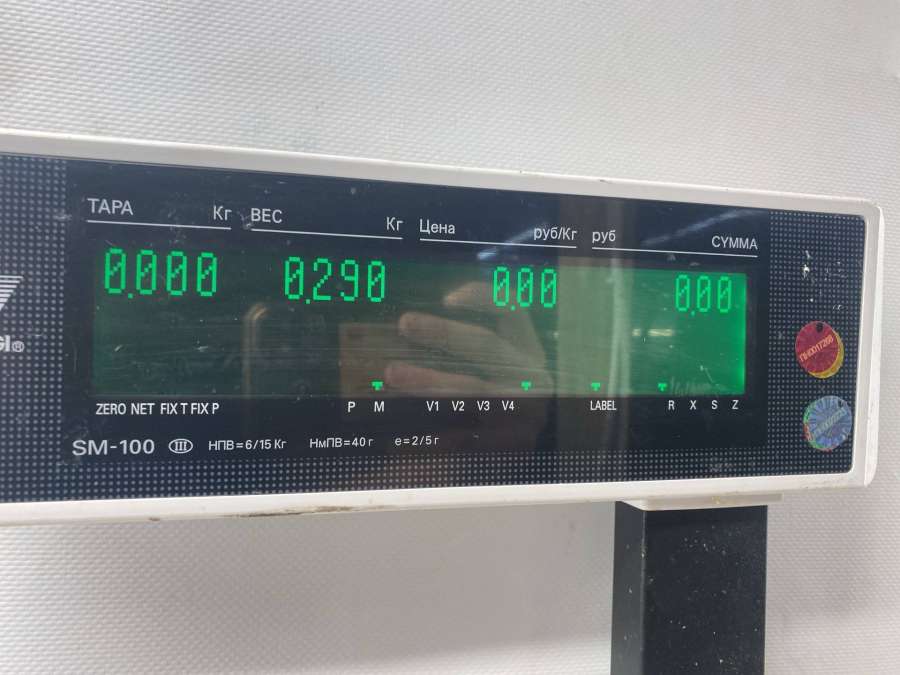 ТАРА Кг ВЕС Кг Цена руб/Кг руб СУММА
0.000 0.290 0.00 0.00
ZERO NET FIX T FIX P P M V1 V2 V3 V4 LABEL R X S Z
SM-100 III НПВ=6/15 Кг НмПВ=40 г е=2/5 г